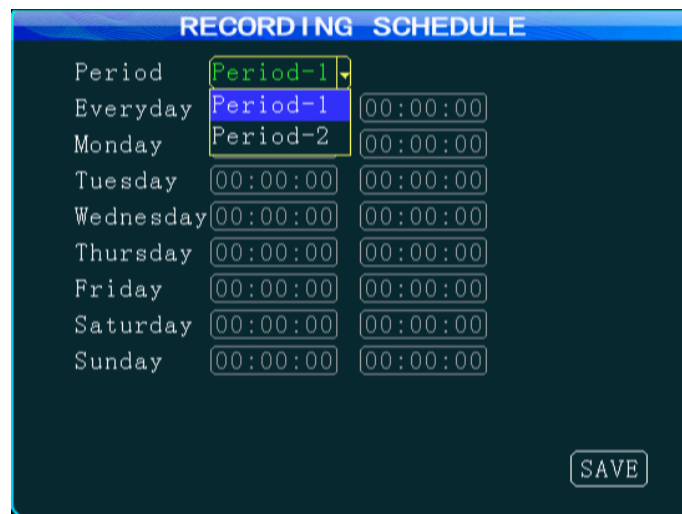 RECORDING SCHEDULE
Period Period-1
Everyday Period-1 00:00:00
Monday Period-2 00:00:00
Tuesday 00:00:00 00:00:00
Wednesday 00:00:00 00:00:00
Thursday 00:00:00 00:00:00
Friday 00:00:00 00:00:00
Saturday 00:00:00 00:00:00
Sunday 00:00:00 00:00:00
SAVE